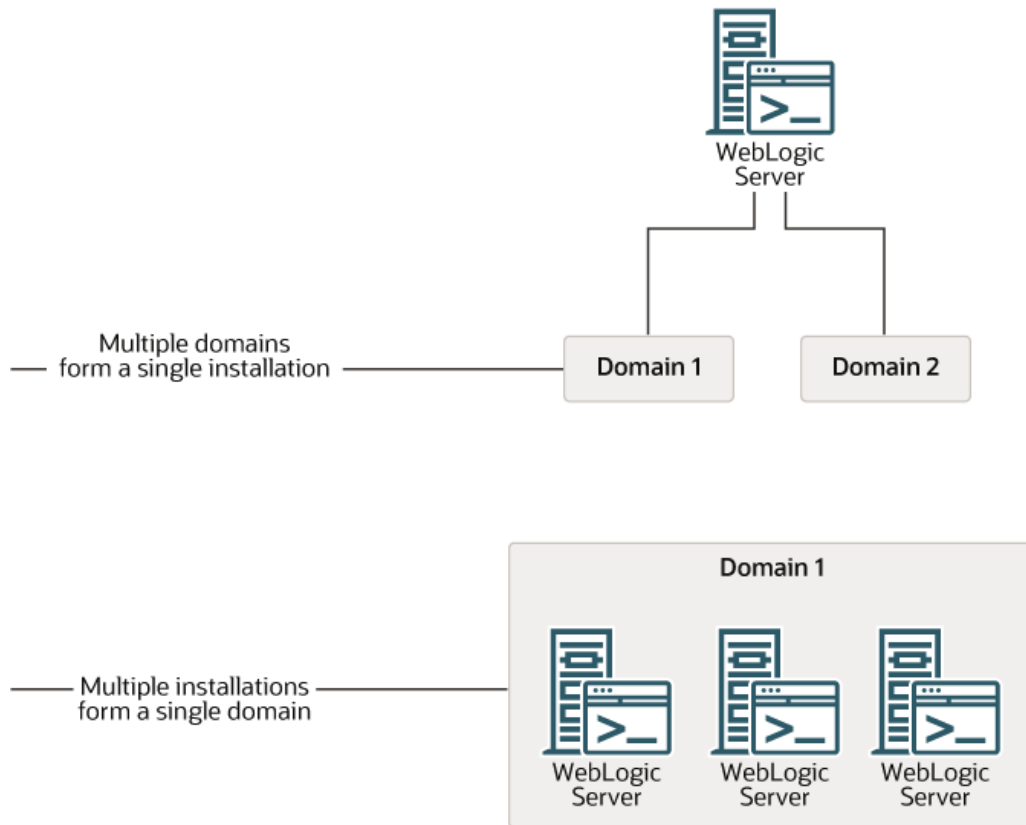 WebLogic
Server
Multiple domains
form a single installation
Domain 1
Domain 2
Domain 1
Multiple installations
form a single domain
WebLogic
Server
WebLogic
Server
WebLogic
Server